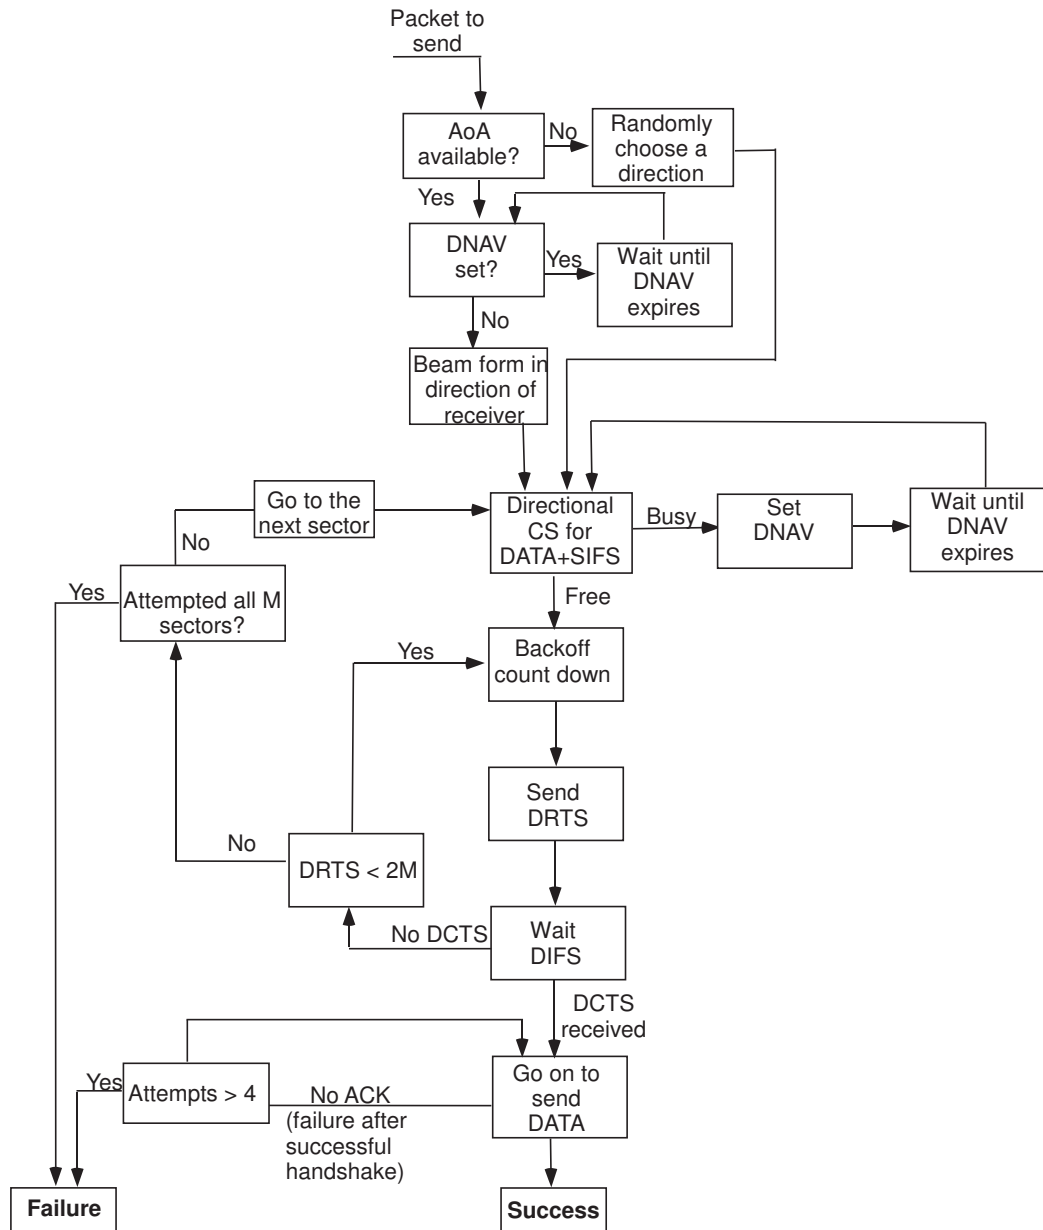 Packet to
send
AoA
available?
No
Randomly
choose a
direction
Yes
DNAV
set?
Yes
Wait until
DNAV
expires
No
Beam form in
direction of
receiver
Go to the
next sector
Directional
CS for
DATA+SIFS
Busy
Set
DNAV
Wait until
DNAV
expires
No
Yes
Attempted all M
sectors?
Free
Yes
Backoff
count down
Send
DRTS
No
DRTS < 2M
No DCTS
Wait
DIFS
DCTS
received
Yes
Attempts > 4
No ACK
(failure after
successful
handshake)
Go on to
send
DATA
Failure
Success